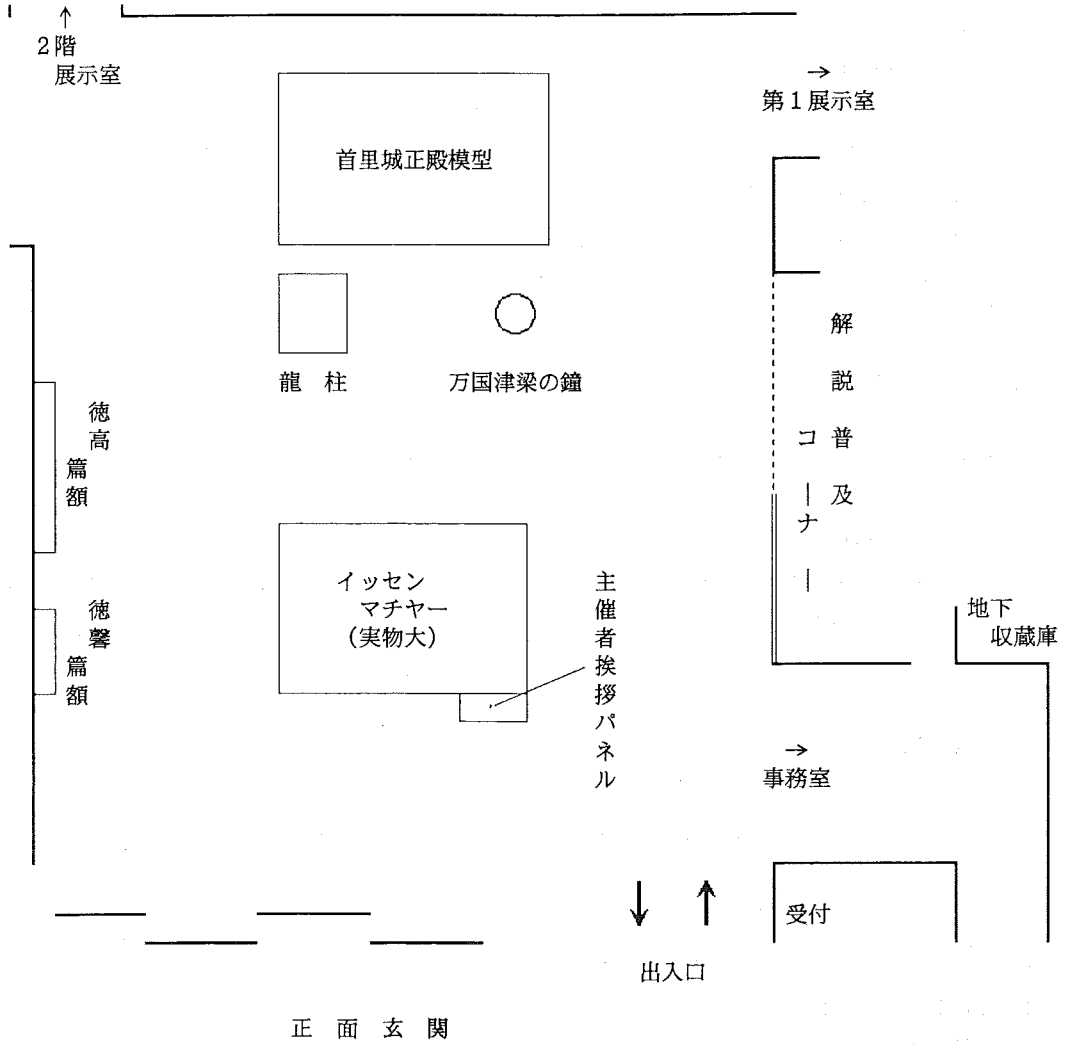 2階
展示室
→
第1展示室
首里城正殿模型
龍 柱
万国津梁の鐘
解説普及
コーナー
徳高
篇額
イッセン
マチヤー
(実物大)
主催者挨拶パネル
徳馨
篇額
地下
収蔵庫
→
事務室
受付
出入口
正面玄関